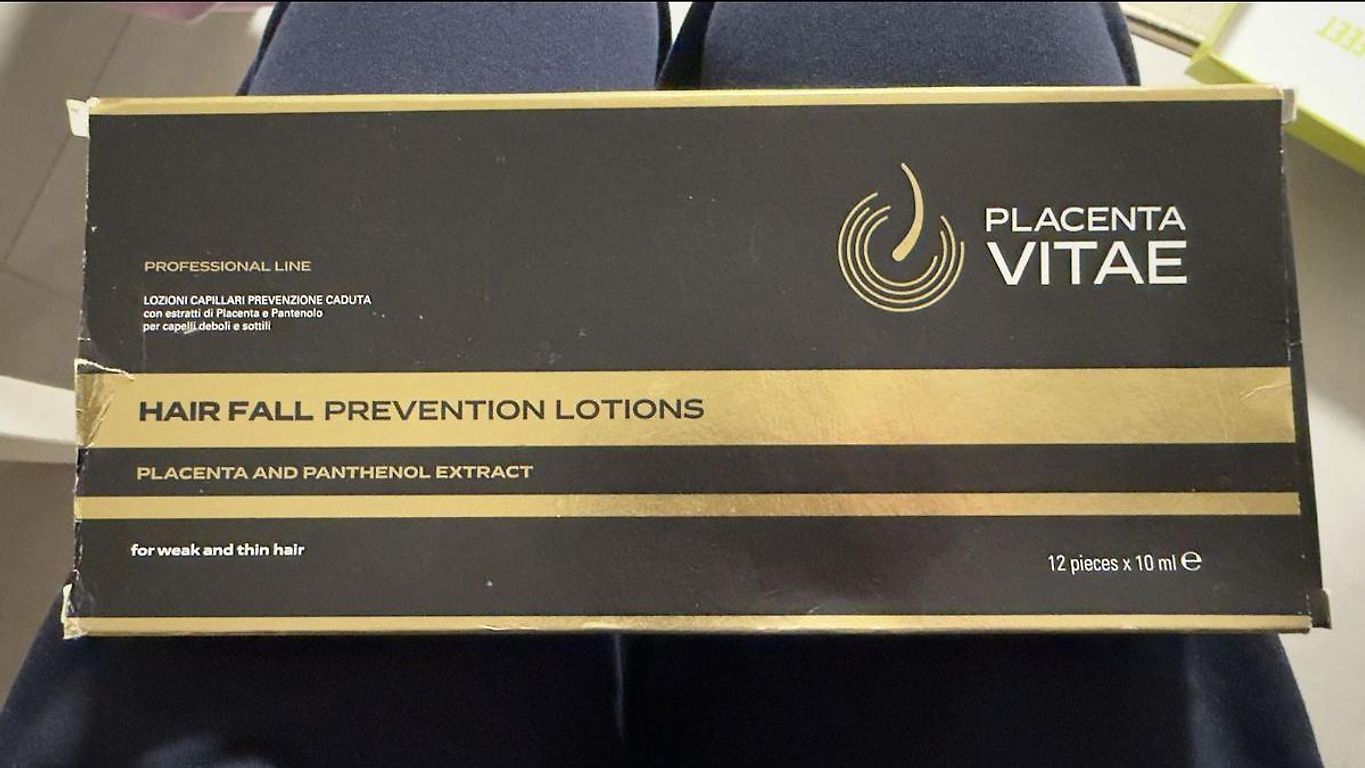 PLACENTA
VITAE
PROFESSIONAL LINE
LOZIONI CAPILLARI PREVENZIONE CADUTA
con estratti di Placenta e Pantenolo
per capelli deboli e sottili
HAIR FALL PREVENTION LOTIONS
PLACENTA AND PANTHENOL EXTRACT
for weak and thin hair
12 pieces x 10 ml ℮